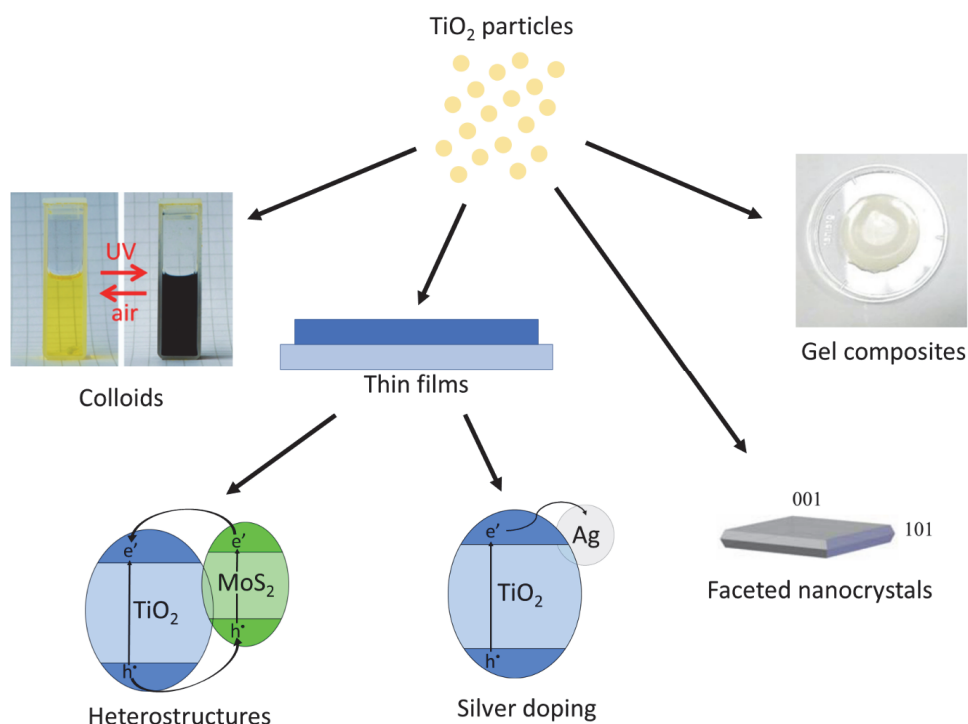 TiO₂ particles
UV
air
Colloids
Thin films
Gel composites
001
101
Faceted nanocrystals
e’
e’
TiO₂
MoS₂
h•
h•
Heterostructures
e’
Ag
TiO₂
h•
Silver doping